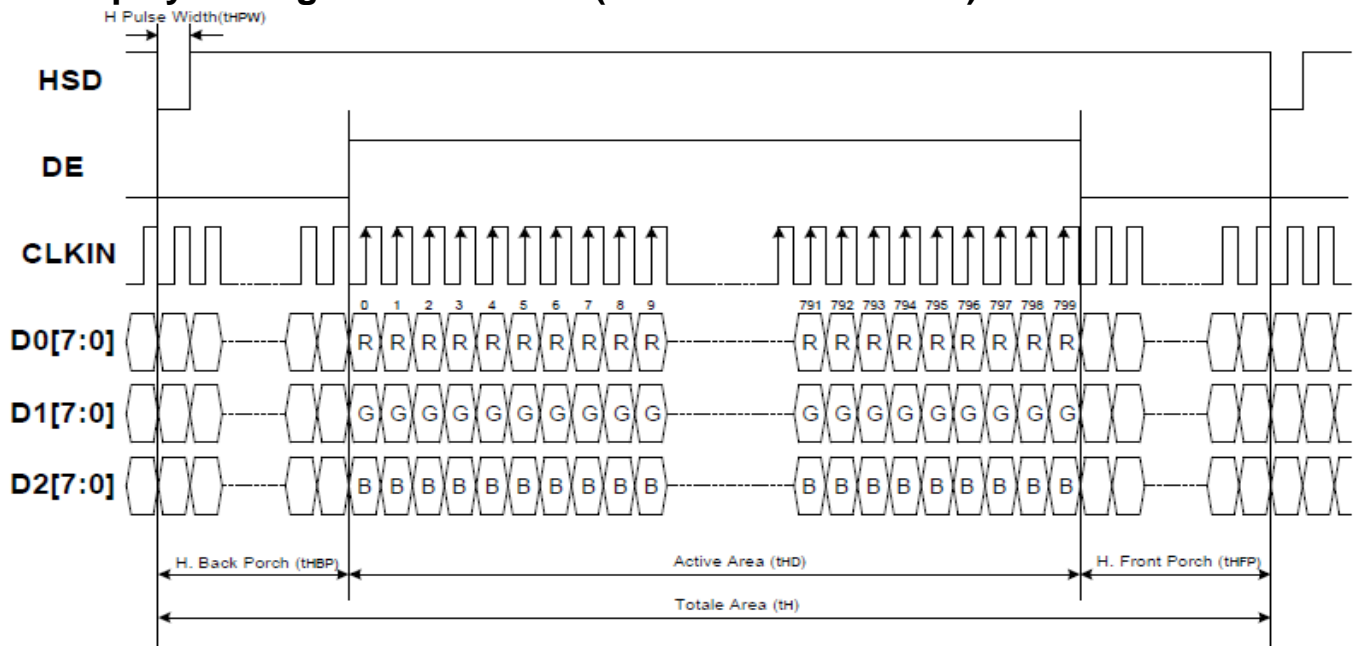 H Pulse Width(tHPW)
HSD
DE
CLKIN
0 1 2 3 4 5 6 7 8 9 791 792 793 794 795 796 797 798 799
D0[7:0] R R R R R R R R R R R R R R R R R R R
D1[7:0] G G G G G G G G G G G G G G G G G G G
D2[7:0] B B B B B B B B B B B B B B B B B B B
H. Back Porch (tHBP) Active Area (tHD) H. Front Porch (tHFP)
Totale Area (tH)